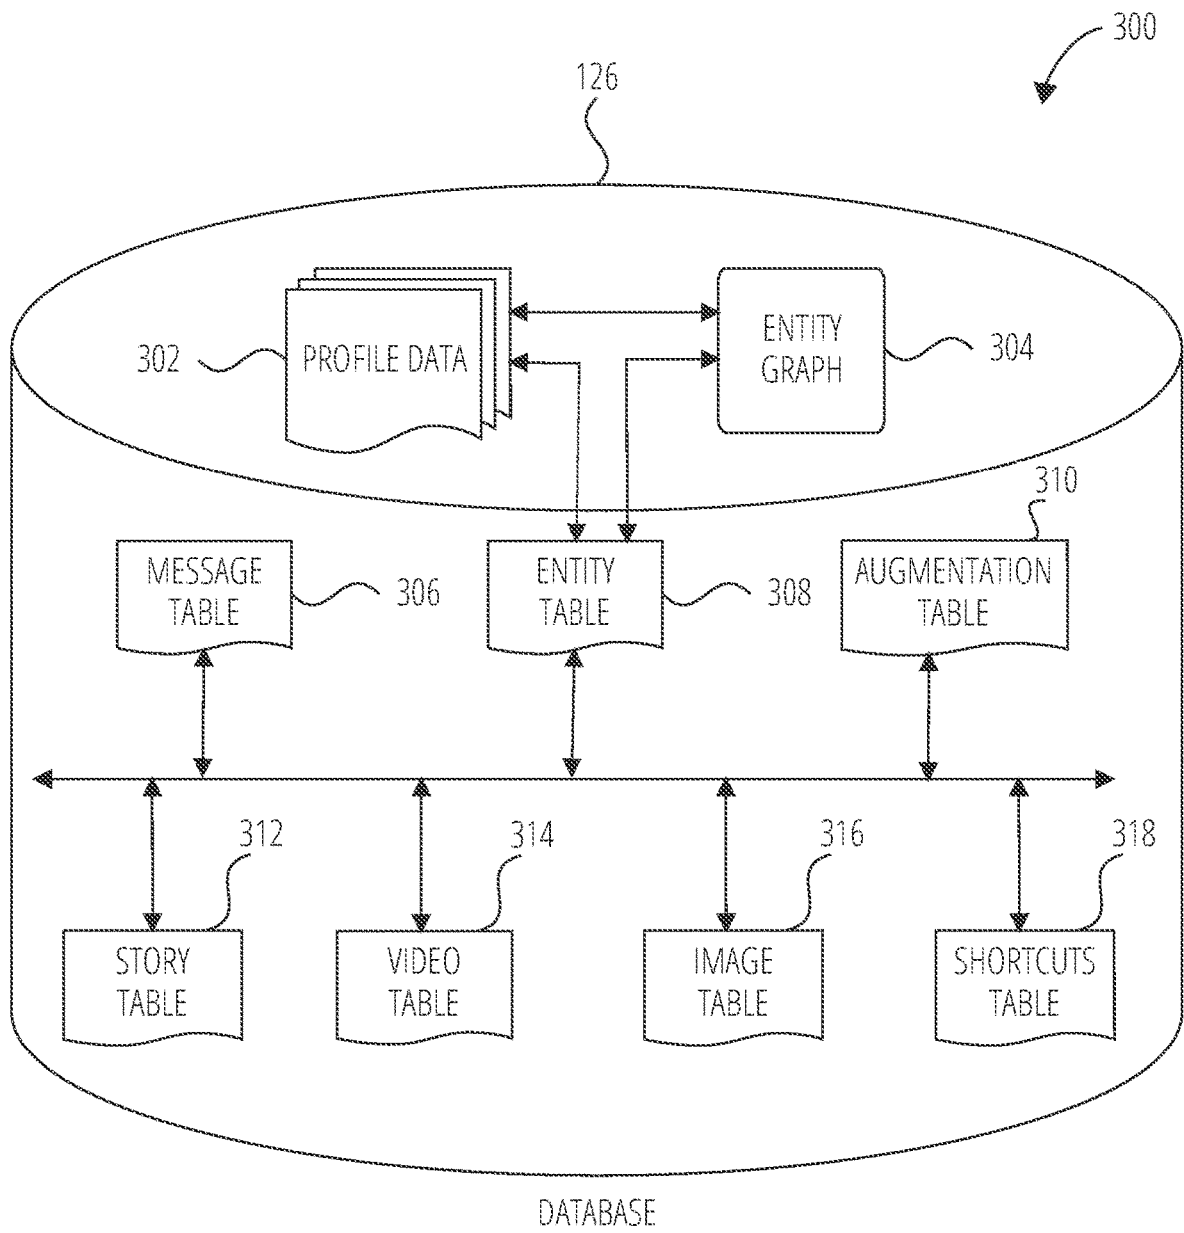 300
126
302
PROFILE DATA
ENTITY
GRAPH
304
310
MESSAGE
TABLE
306
ENTITY
TABLE
308
AUGMENTATION
TABLE
312
314
316
318
STORY
TABLE
VIDEO
TABLE
IMAGE
TABLE
SHORTCUTS
TABLE
DATABASE